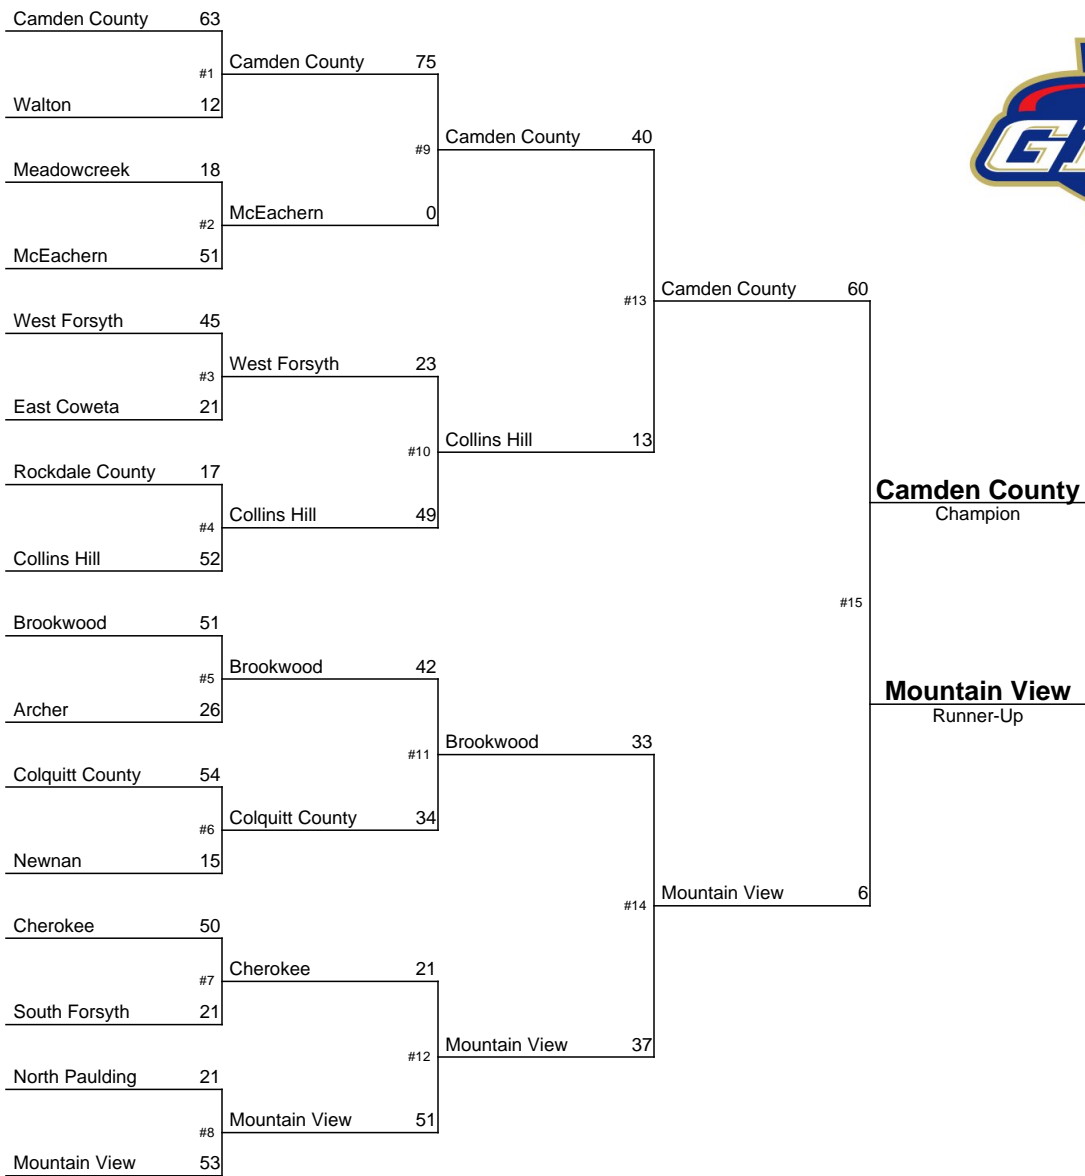 Camden County 63
#1
Walton 12
Meadowcreek 18
#2
McEachern 51
West Forsyth 45
#3
East Coweta 21
Rockdale County 17
#4
Collins Hill 52
Brookwood 51
#5
Archer 26
Colquitt County 54
#6
Newnan 15
Cherokee 50
#7
South Forsyth 21
North Paulding 21
#8
Mountain View 53
Camden County 75
#9
McEachern 0
West Forsyth 23
#10
Collins Hill 49
Brookwood 42
#11
Colquitt County 34
Cherokee 21
#12
Mountain View 51
Camden County 40
#13
Collins Hill 13
Brookwood 33
#14
Mountain View 37
Camden County 60
#15
Mountain View 6
Camden County
Champion
Mountain View
Runner-Up